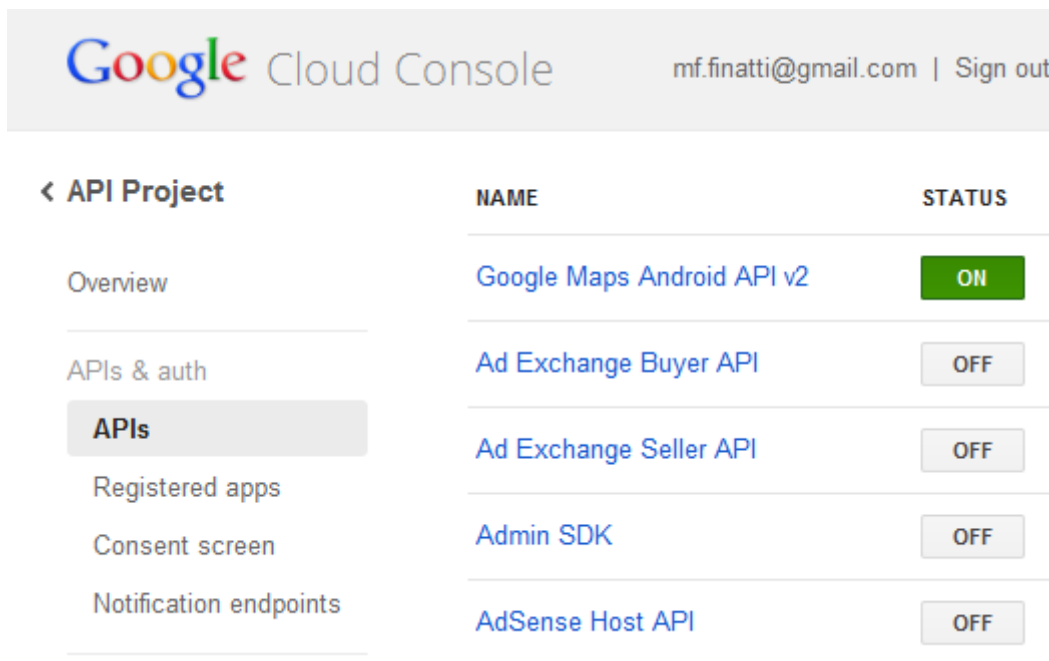 Google Cloud Console mf.finatti@gmail.com | Sign out
API Project
Overview
APIs & auth
APIs
Registered apps
Consent screen
Notification endpoints
NAME STATUS
Google Maps Android API v2 ON
Ad Exchange Buyer API OFF
Ad Exchange Seller API OFF
Admin SDK OFF
AdSense Host API OFF